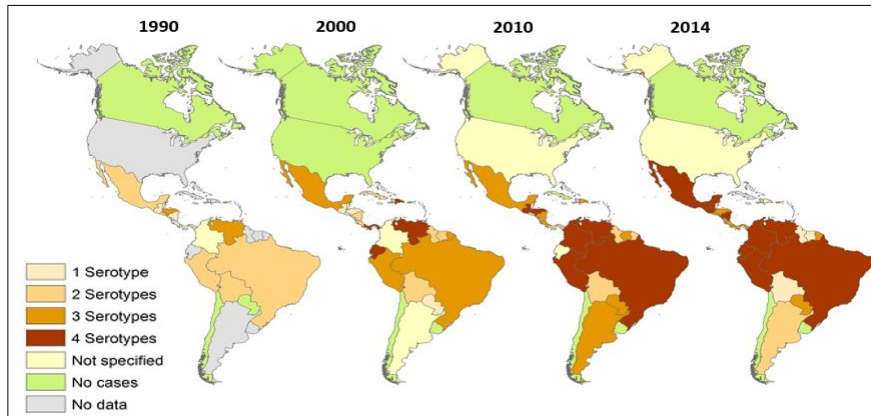 1990 2000 2010 2014
1 Serotype
2 Serotypes
3 Serotypes
4 Serotypes
Not specified
No cases
No data